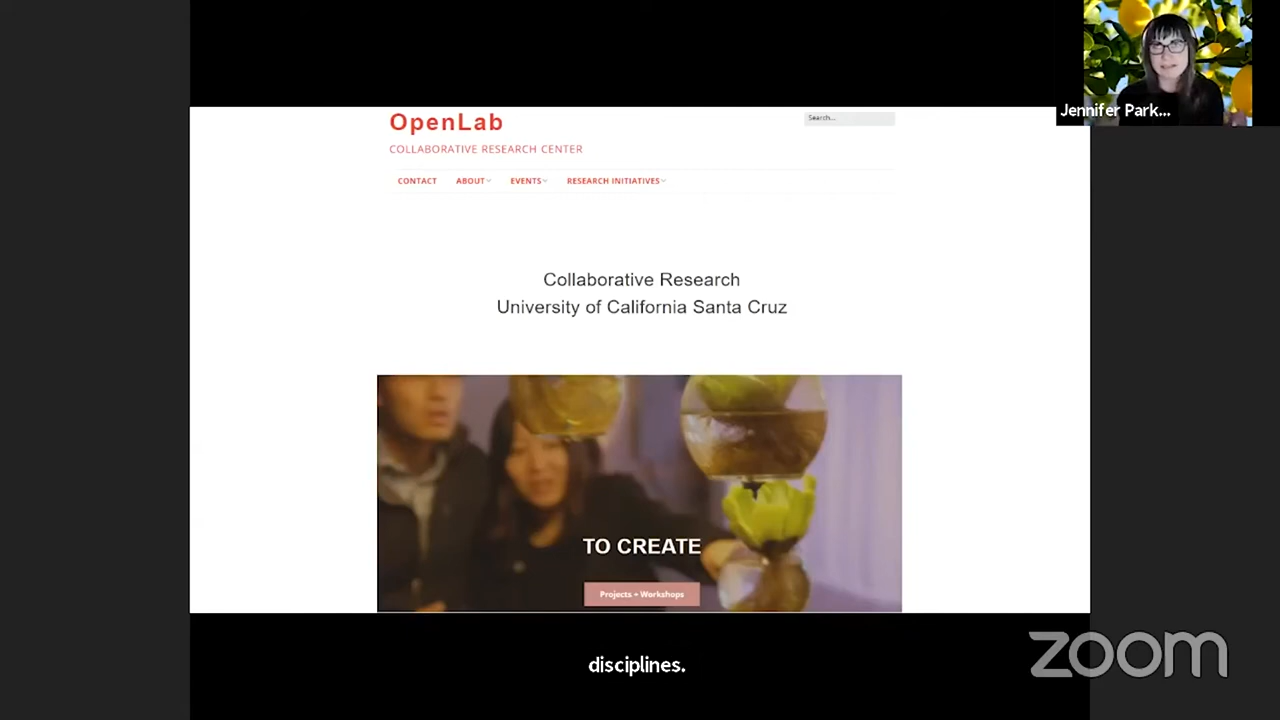 OpenLab
Search...
COLLABORATIVE RESEARCH CENTER
CONTACT ABOUT EVENTS RESEARCH INITIATIVES
Jennifer Park...
Collaborative Research
University of California Santa Cruz
TO CREATE
Projects + Workshops
disciplines.
zoom